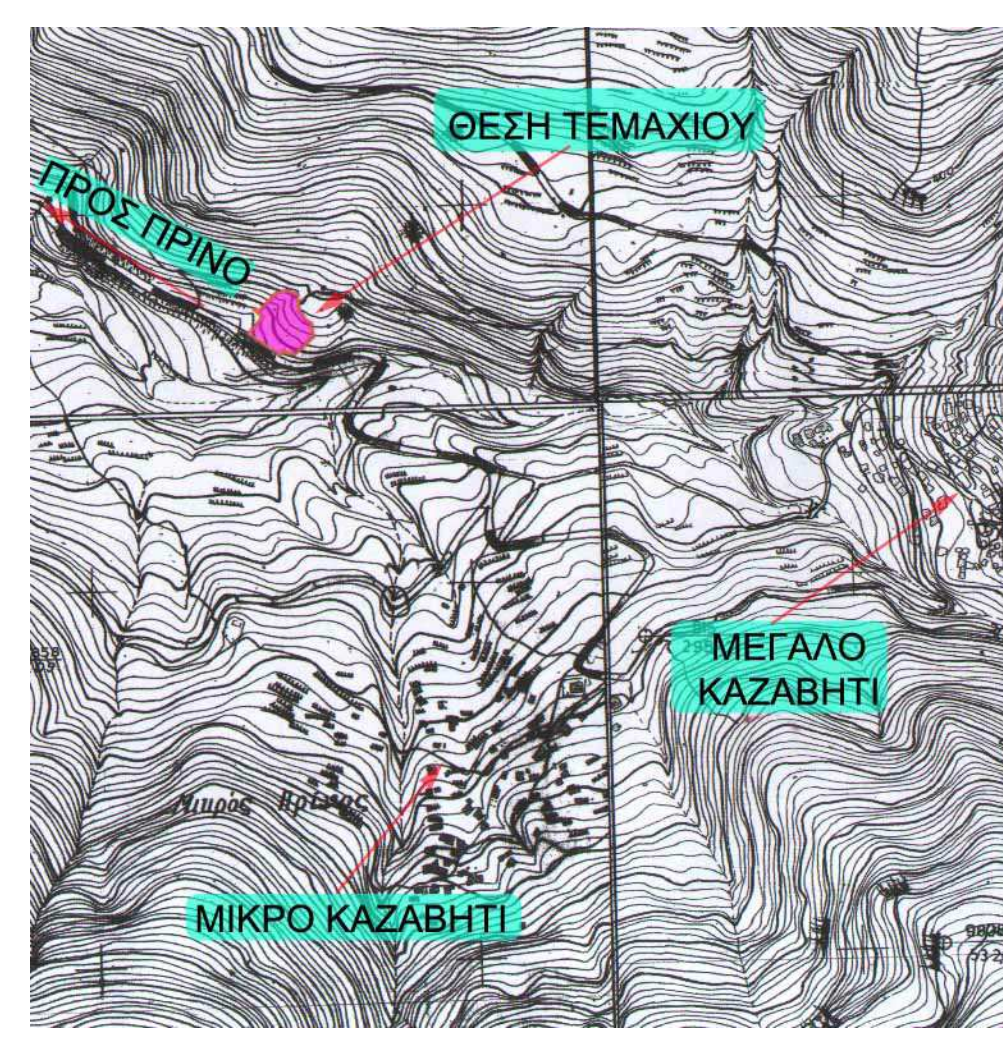 ΘΕΣΗ ΤΕΜΑΧΙΟΥ
ΠΡΟΣ ΠΡΙΝΟ
ΜΕΓΑΛΟ
ΚΑΖΑΒΗΤΙ
Μικρός Πρίνος
ΜΙΚΡΟ ΚΑΖΑΒΗΤΙ